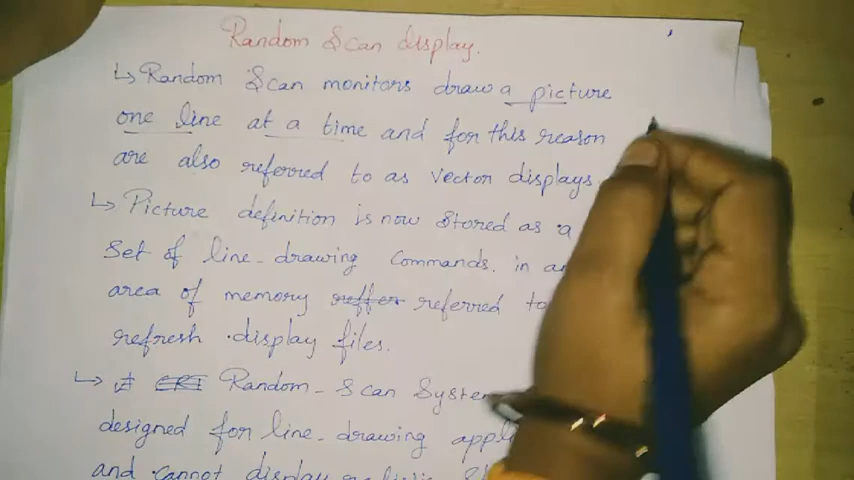 Random Scan display.
↳ Random Scan monitors draw a picture
one line at a time and for this reason
are also referred to as vector displays.
↳ Picture definition is now stored as a
set of line-drawing commands. in an
area of memory referred to
refresh display files.
↳ Random-Scan System
designed for line-drawing appl
and cannot display